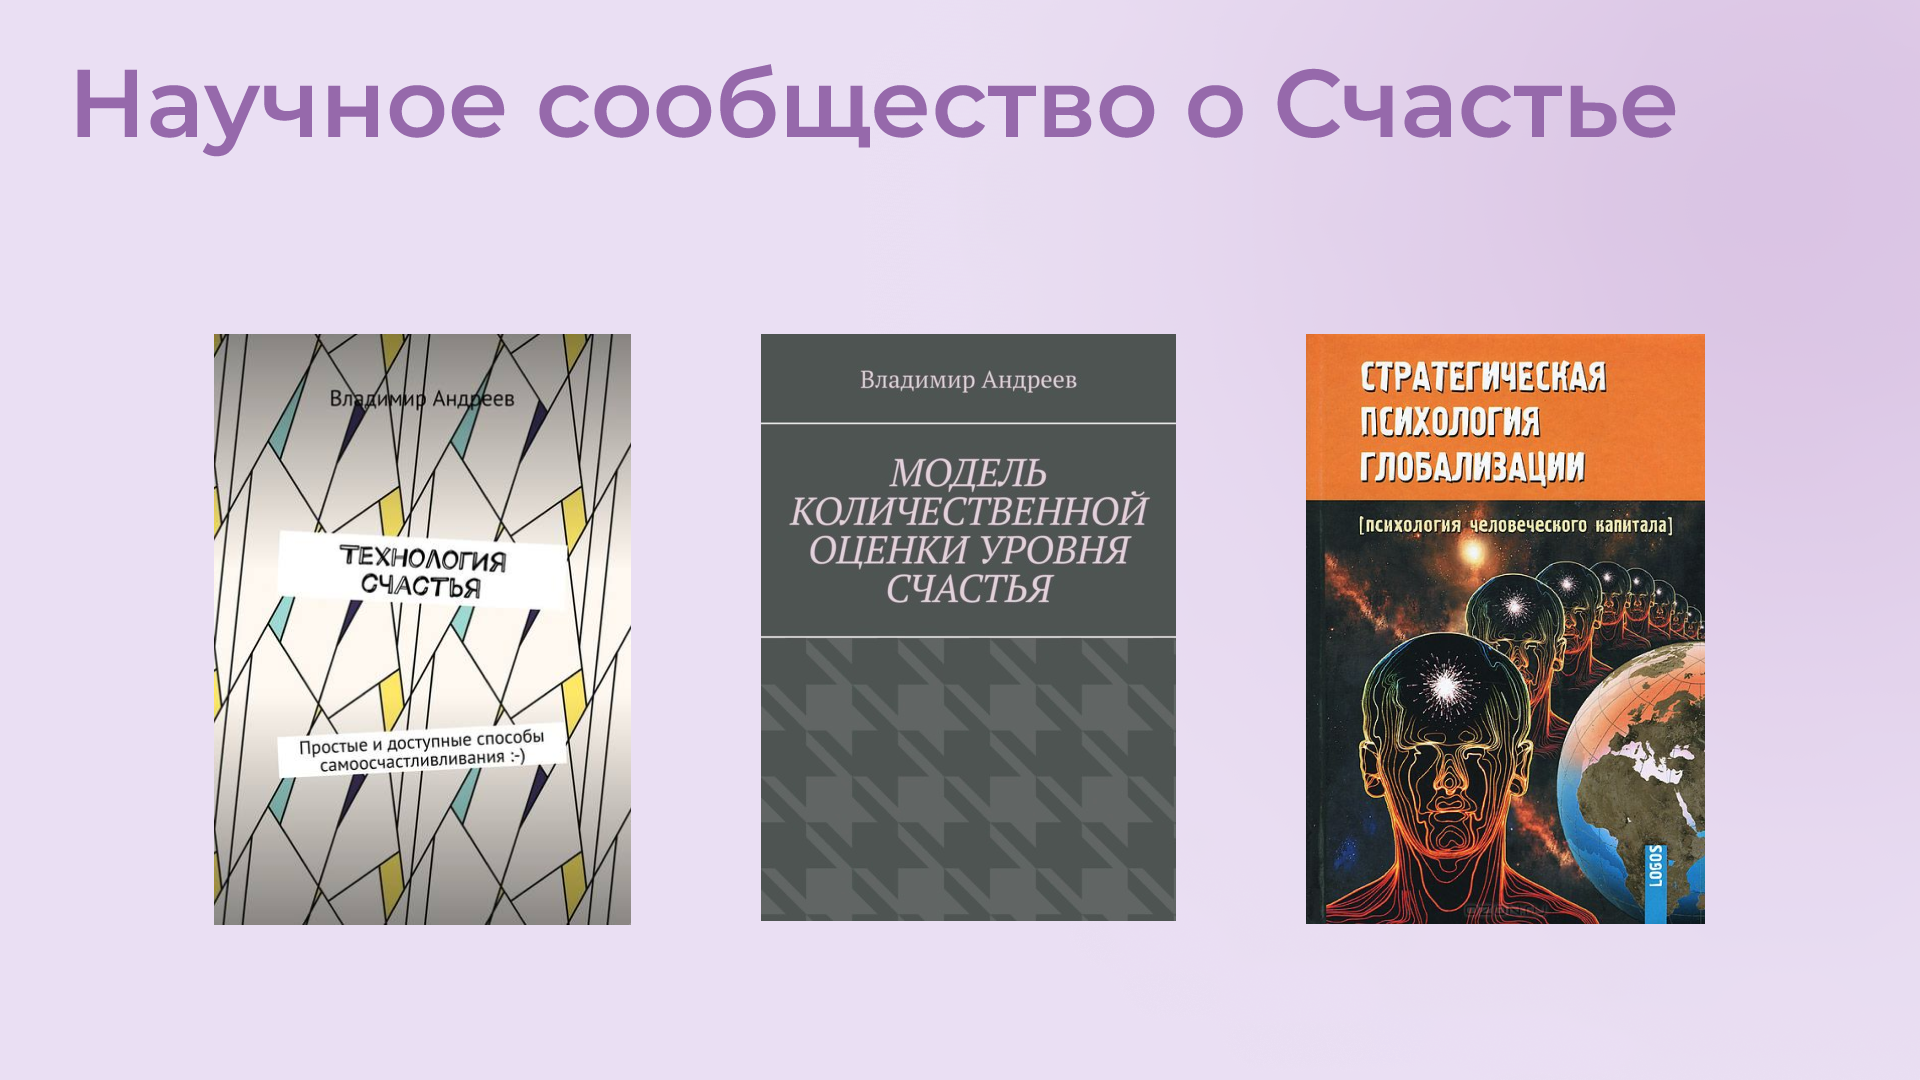 Научное сообщество о Счастье
Владимир Андреев
ТЕХНОЛОГИЯ
СЧАСТЬЯ
Простые и доступные способы
самоосчастливливания :-)
Владимир Андреев
МОДЕЛЬ
КОЛИЧЕСТВЕННОЙ
ОЦЕНКИ УРОВНЯ
СЧАСТЬЯ
СТРАТЕГИЧЕСКАЯ
ПСИХОЛОГИЯ
ГЛОБАЛИЗАЦИИ
[психология человеческого капитала]
LOGOS